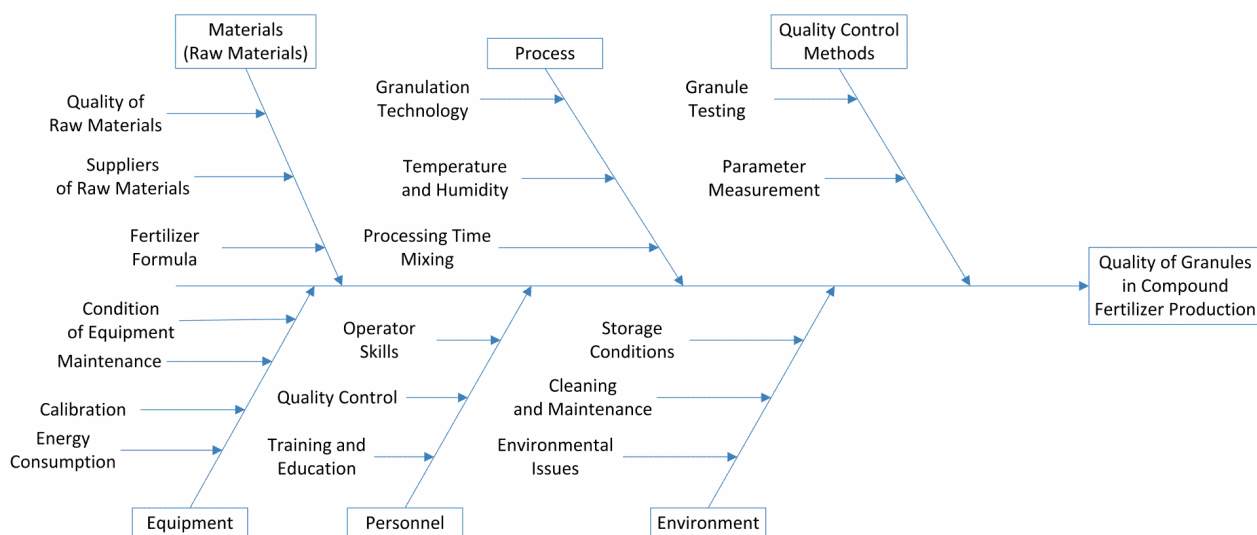 Materials
(Raw Materials)
Process
Quality Control
Methods
Quality of
Raw Materials
Suppliers
of Raw Materials
Fertilizer
Formula
Granulation
Technology
Temperature
and Humidity
Processing Time
Mixing
Granule
Testing
Parameter
Measurement
Quality of Granules
in Compound
Fertilizer Production
Condition
of Equipment
Maintenance
Calibration
Energy
Consumption
Operator
Skills
Quality Control
Training and
Education
Storage
Conditions
Cleaning
and Maintenance
Environmental
Issues
Equipment
Personnel
Environment